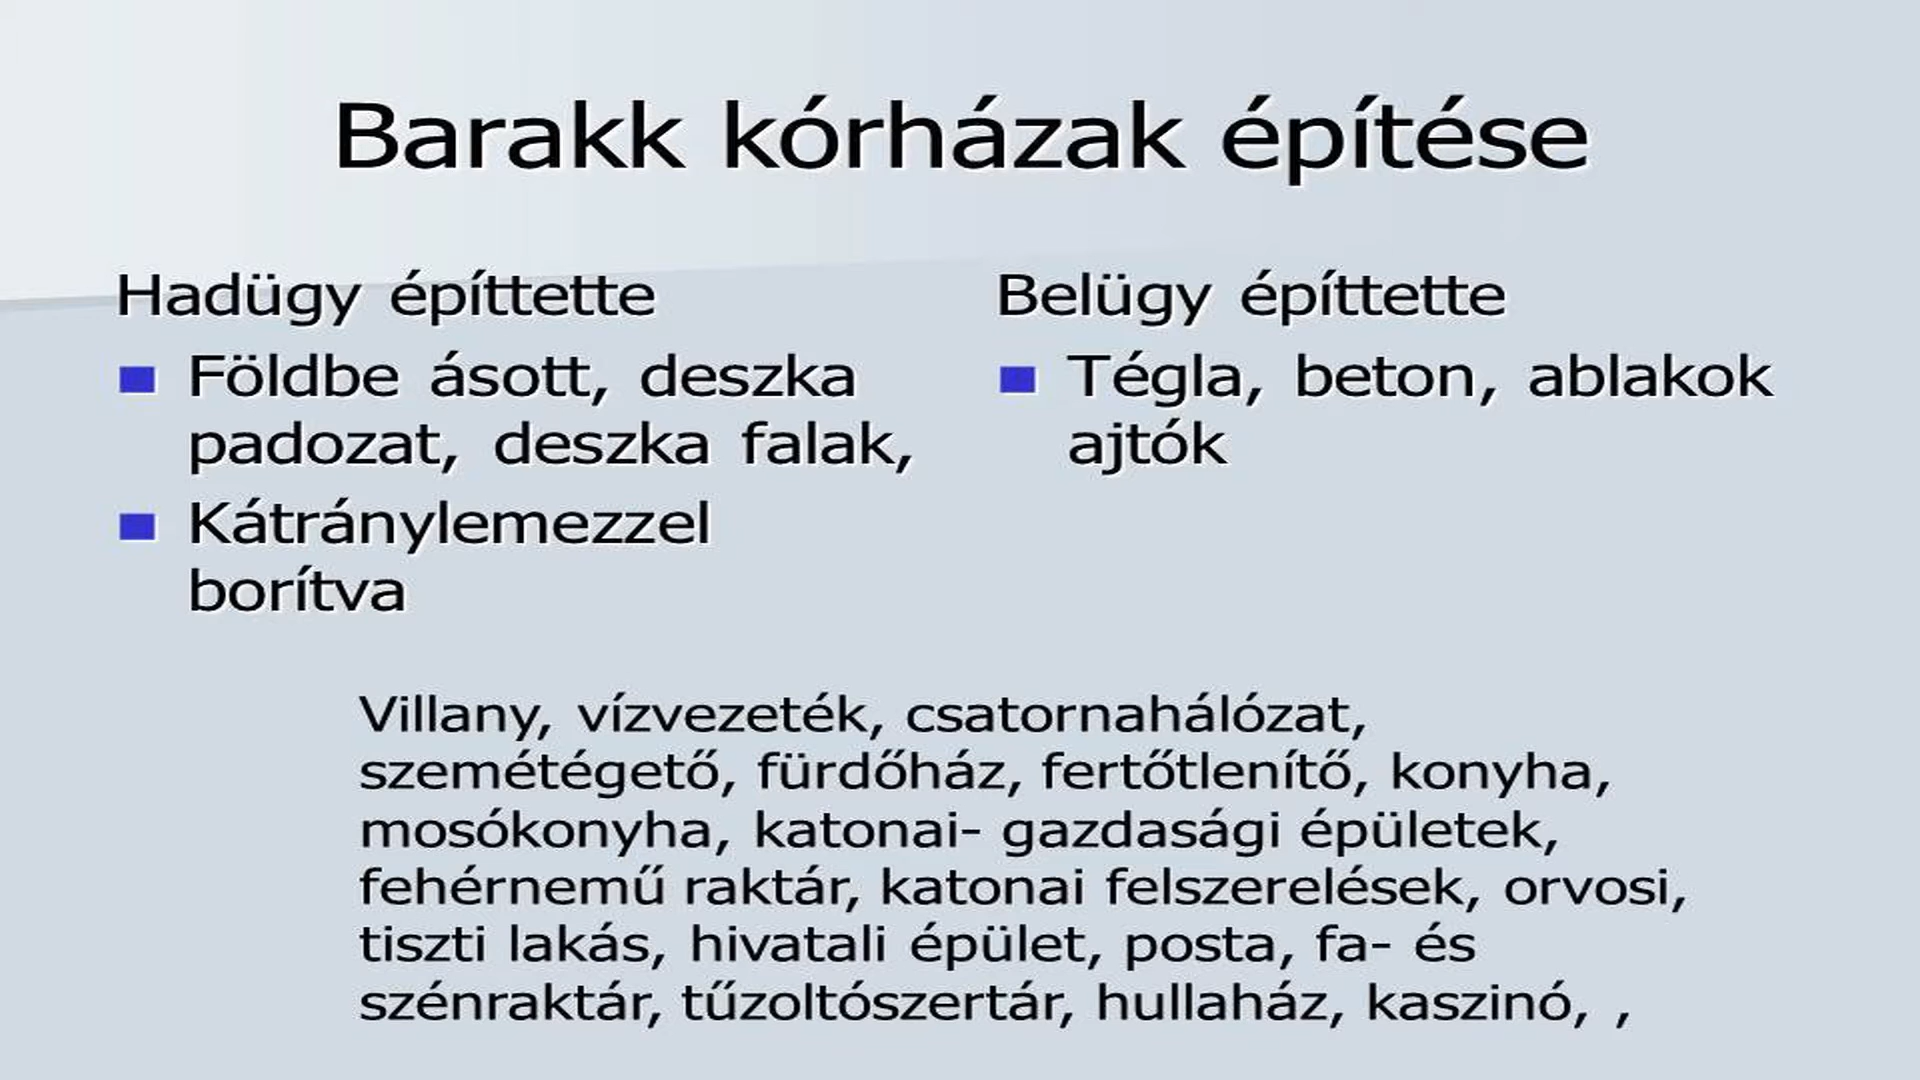 Barakk kórházak építése
Hadügy építtette
Földbe ásott, deszka
padozat, deszka falak,
Kátránylemezzel
borítva
Belügy építtette
Tégla, beton, ablakok
ajtók
Villany, vízvezeték, csatornahálózat,
szemétégető, fürdőház, fertőtlenítő, konyha,
mosókonyha, katonai- gazdasági épületek,
fehérnemű raktár, katonai felszerelések, orvosi,
tiszti lakás, hivatali épület, posta, fa- és
szénraktár, tűzoltószertár, hullaház, kaszinó, ,